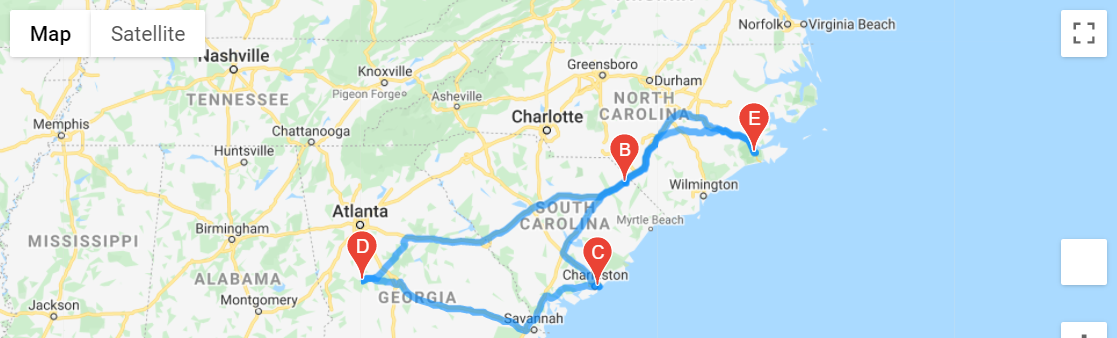 Map
Satellite
Norfolk
Virginia Beach
Nashville
Greensboro
Knoxville
Durham
TENNESSEE
Pigeon Forge
Asheville
NORTH
CAROLINA
Memphis
Charlotte
E
Chattanooga
Huntsville
B
Wilmington
Atlanta
SOUTH
CAROLINA
Myrtle Beach
Birmingham
MISSISSIPPI
D
C
ALABAMA
Charleston
GEORGIA
Montgomery
Jackson
Savannah